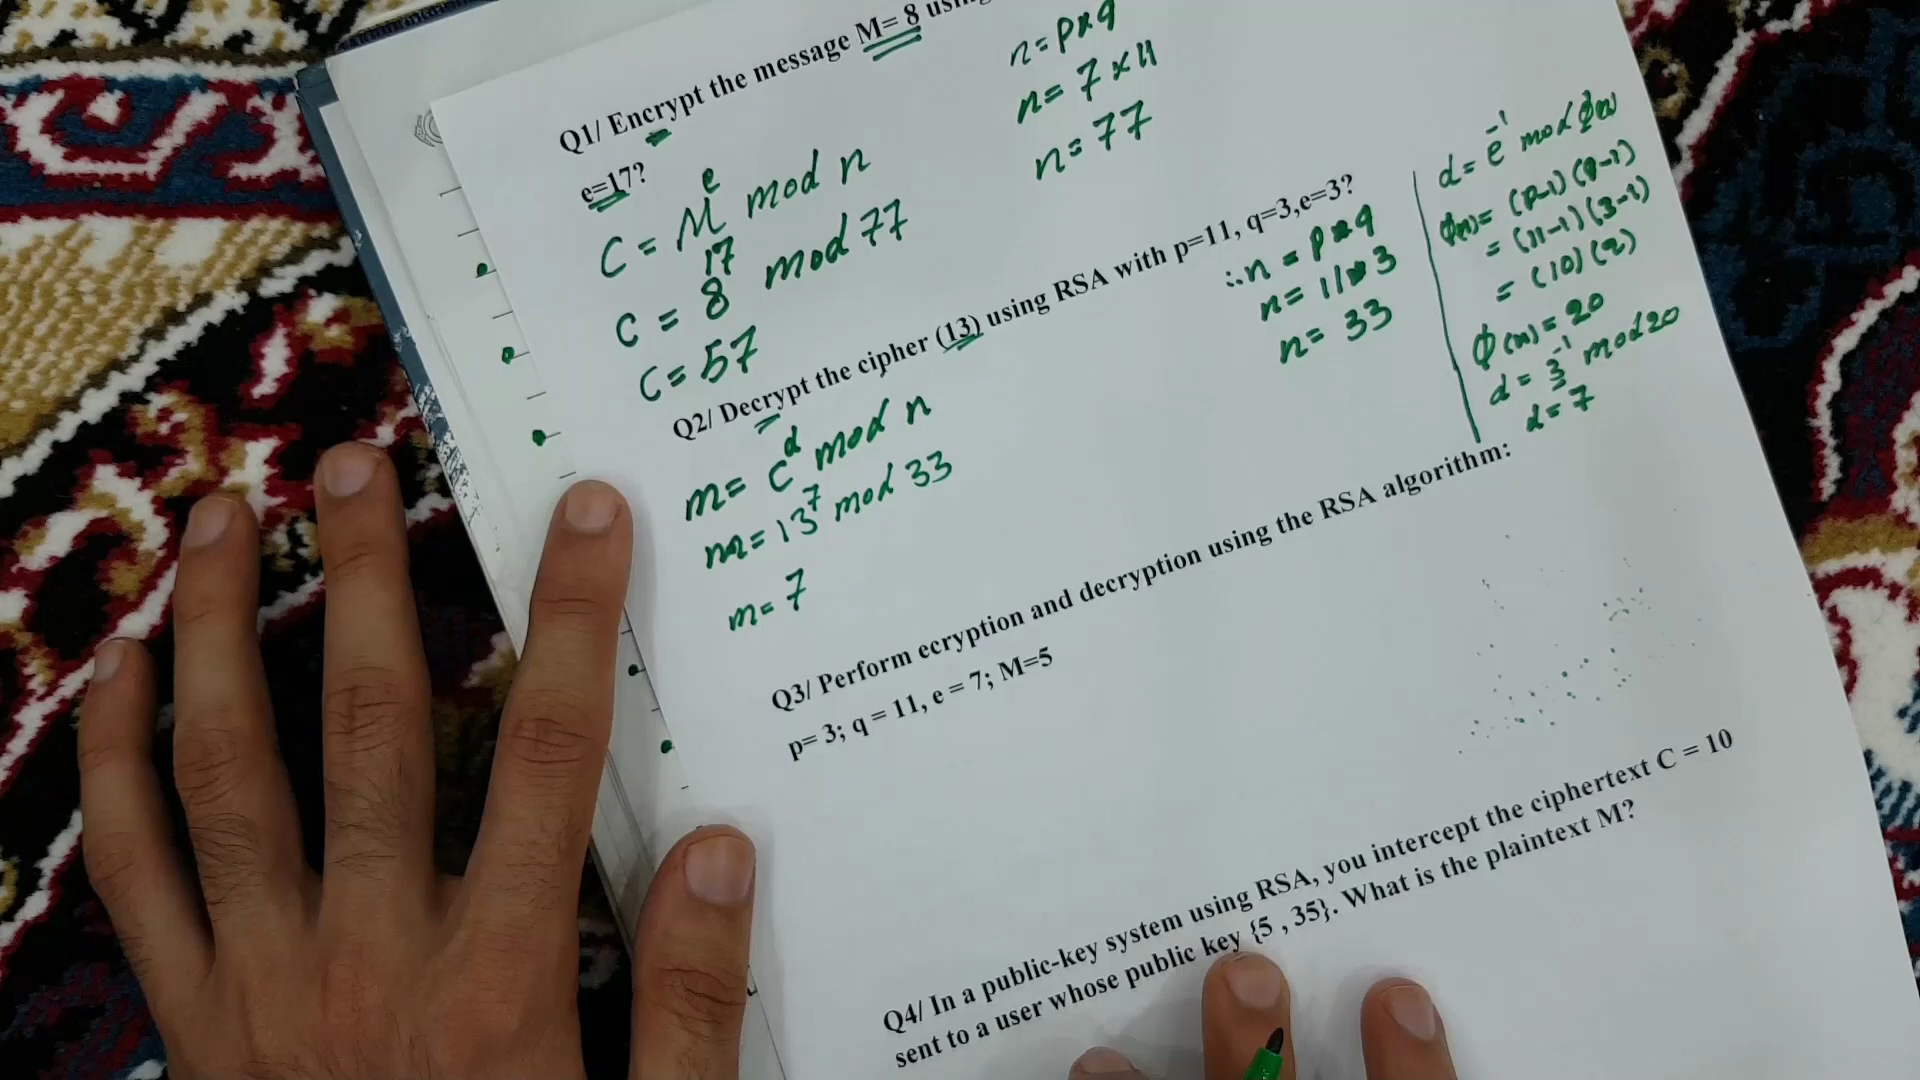 Q1/ Encrypt the message M= 8
e=17?
n=p*q
n= 7*11
n=77
C = M^e mod n
C = 8^17 mod 77
C = 57
Q2/ Decrypt the cipher (13) using RSA with p=11, q=3,e=3?
m= C^d mod n
m= 13^7 mod 33
m= 7
∴n = p*q
n= 11*3
n= 33
d= e^-1 mod φ(n)
φ(n)= (p-1)(q-1)
= (11-1)(3-1)
= (10)(2)
φ(n)= 20
d= 3^-1 mod 20
d= 7
Q3/ Perform ecryption and decryption using the RSA algorithm:
p= 3; q = 11, e = 7; M=5
Q4/ In a public-key system using RSA, you intercept the ciphertext C = 10
sent to a user whose public key {5 , 35}. What is the plaintext M?